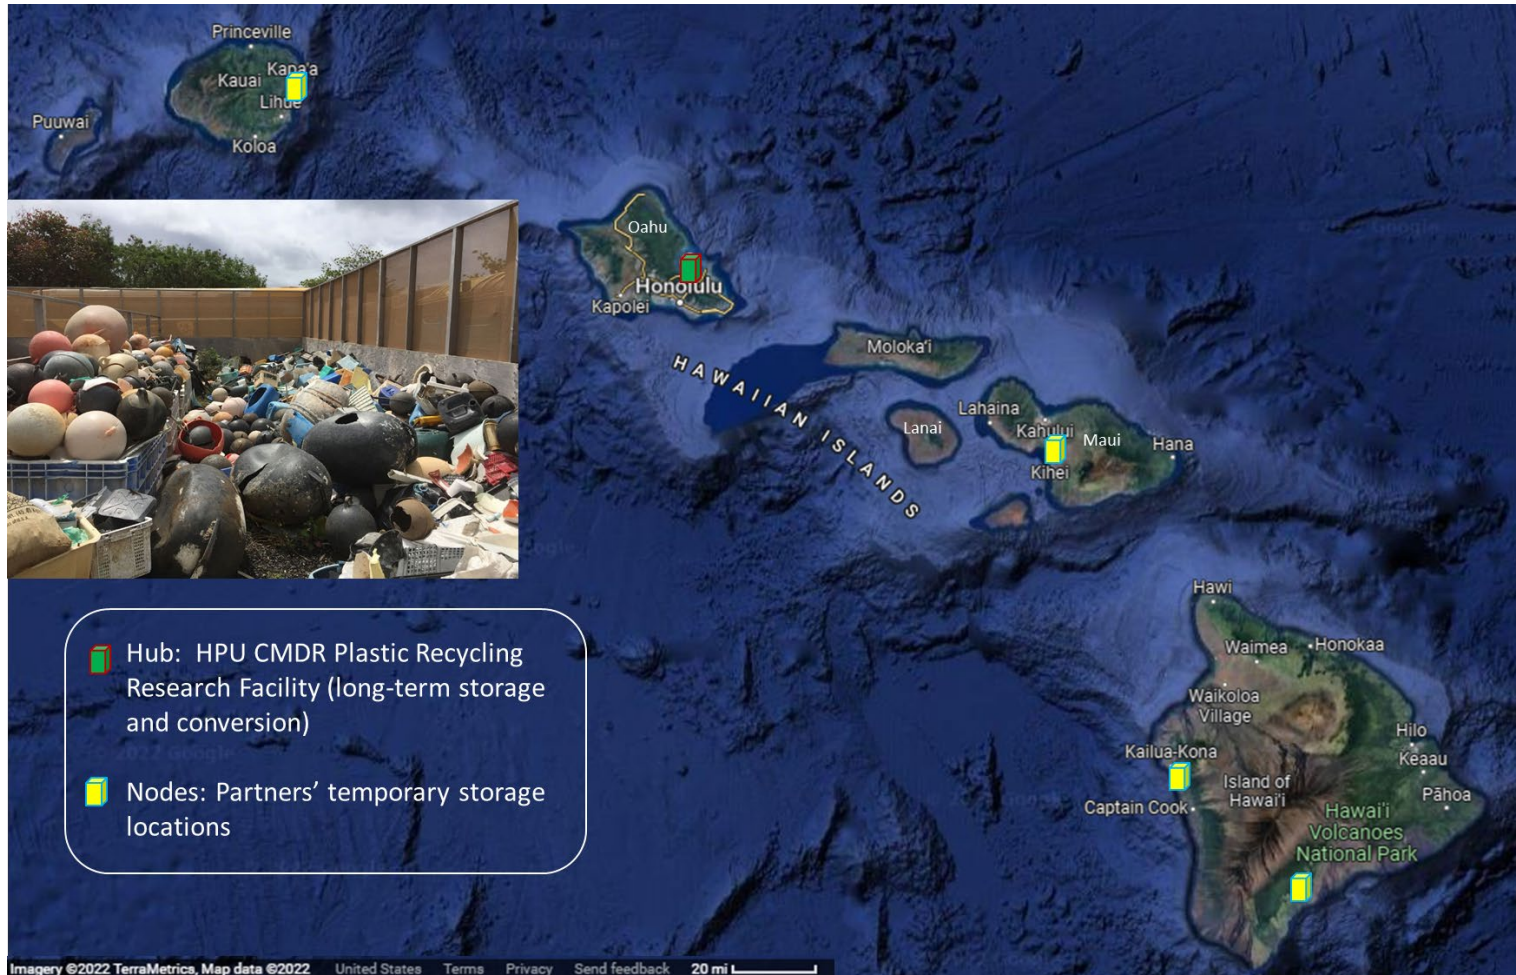 Princeville
Kapa'a
Kauai
Lihue
Puuwai
Koloa
Oahu
Honolulu
Kapolei
Moloka'i
HAWAIIAN ISLANDS
Lahaina
Lanai
Kahului
Maui
Hana
Kihei
Hawi
Waimea
Honokaa
Waikoloa
Village
Hilo
Kailua-Kona
Keaau
Island of
Hawai'i
Pāhoa
Captain Cook
Hawai'i
Volcanoes
National Park
Hub: HPU CMDR Plastic Recycling
Research Facility (long-term storage
and conversion)
Nodes: Partners' temporary storage
locations
Imagery ©2022 TerraMetrics, Map data ©2022 United States Terms Privacy Send feedback 20 mi